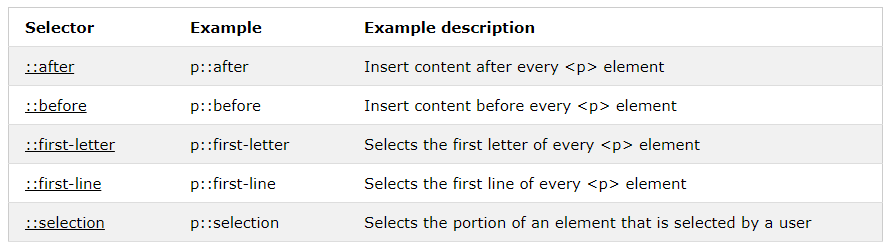 Selector Example Example description
::after p::after Insert content after every <p> element
::before p::before Insert content before every <p> element
::first-letter p::first-letter Selects the first letter of every <p> element
::first-line p::first-line Selects the first line of every <p> element
::selection p::selection Selects the portion of an element that is selected by a user